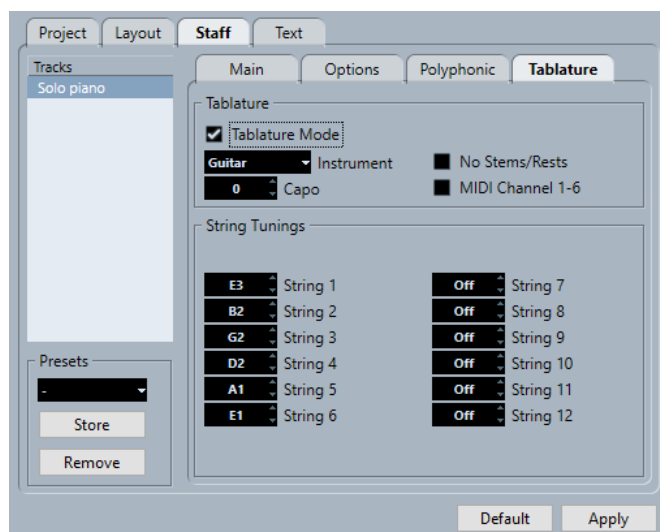 Project Layout Staff Text
Tracks
Solo piano
Main Options Polyphonic Tablature
Tablature
Tablature Mode
Guitar Instrument No Stems/Rests
0 Capo MIDI Channel 1-6
String Tunings
E3 String 1 Off String 7
B2 String 2 Off String 8
G2 String 3 Off String 9
D2 String 4 Off String 10
A1 String 5 Off String 11
E1 String 6 Off String 12
Presets
-
Store
Remove
Default Apply